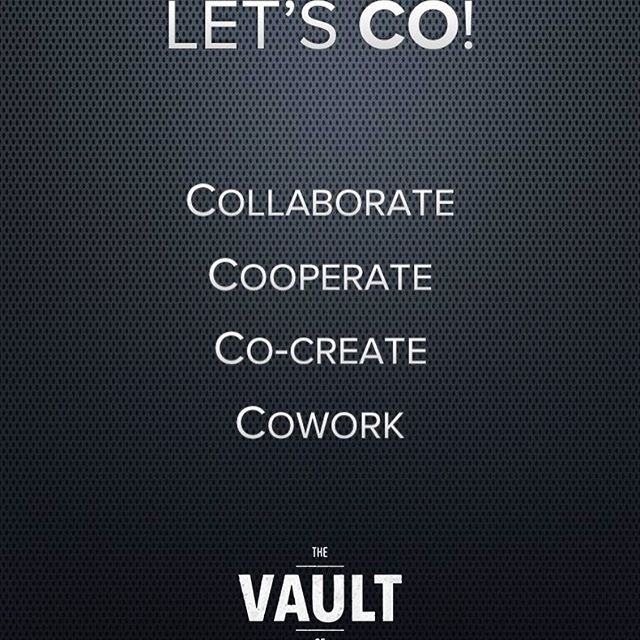 LET'S CO!
COLLABORATE
COOPERATE
CO-CREATE
COWORK
THE
VAULT